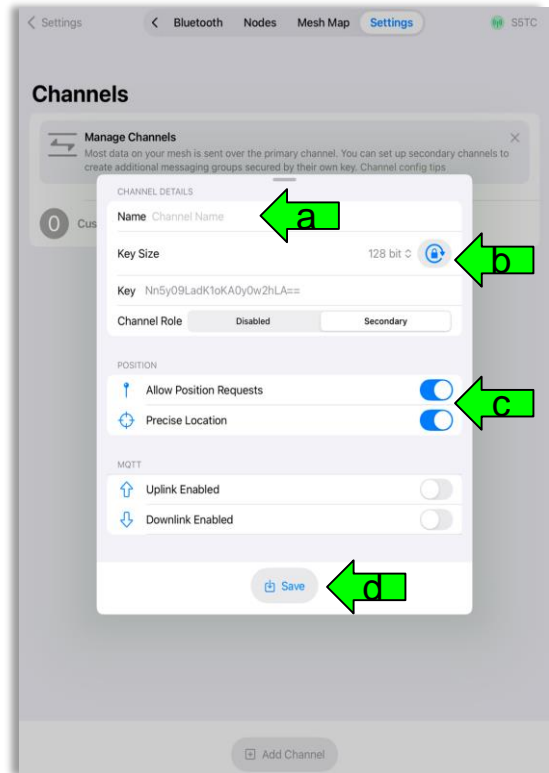 Settings
Bluetooth Nodes Mesh Map Settings
S5TC
Channels
Manage Channels
Most data on your mesh is sent over the primary channel. You can set up secondary channels to
create additional messaging groups secured by their own key. Channel config tips
0 Cus
CHANNEL DETAILS
Name Channel Name
a
Key Size 128 bit
b
Key Nn5y09LadK1oKA0y0w2hLA==
Channel Role Disabled Secondary
POSITION
Allow Position Requests
c
Precise Location
MQTT
Uplink Enabled
Downlink Enabled
Save
d
Add Channel